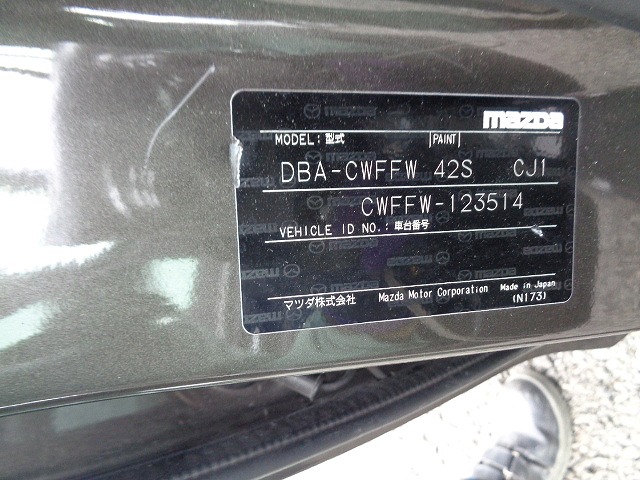 mazda
MODEL:型式 PAINT
DBA-CWFFW 42S CJ1
CWFFW-123514
VEHICLE ID NO.:車台番号
マツダ株式会社 Mazda Motor Corporation Made in Japan
(N173)